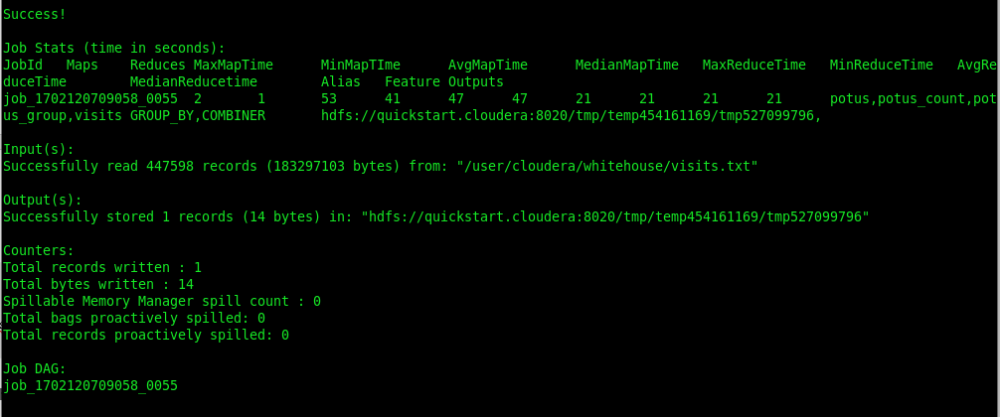 Success!
Job Stats (time in seconds):
JobId Maps Reduces MaxMapTime MinMapTIme AvgMapTime MedianMapTime MaxReduceTime MinReduceTime AvgRe
duceTime MedianReducetime Alias Feature Outputs
job_1702120709058_0055 2 1 53 41 47 47 21 21 21 21 potus,potus_count,pot
us_group,visits GROUP_BY,COMBINER hdfs://quickstart.cloudera:8020/tmp/temp454161169/tmp527099796,
Input(s):
Successfully read 447598 records (183297103 bytes) from: "/user/cloudera/whitehouse/visits.txt"
Output(s):
Successfully stored 1 records (14 bytes) in: "hdfs://quickstart.cloudera:8020/tmp/temp454161169/tmp527099796"
Counters:
Total records written : 1
Total bytes written : 14
Spillable Memory Manager spill count : 0
Total bags proactively spilled: 0
Total records proactively spilled: 0
Job DAG:
job_1702120709058_0055